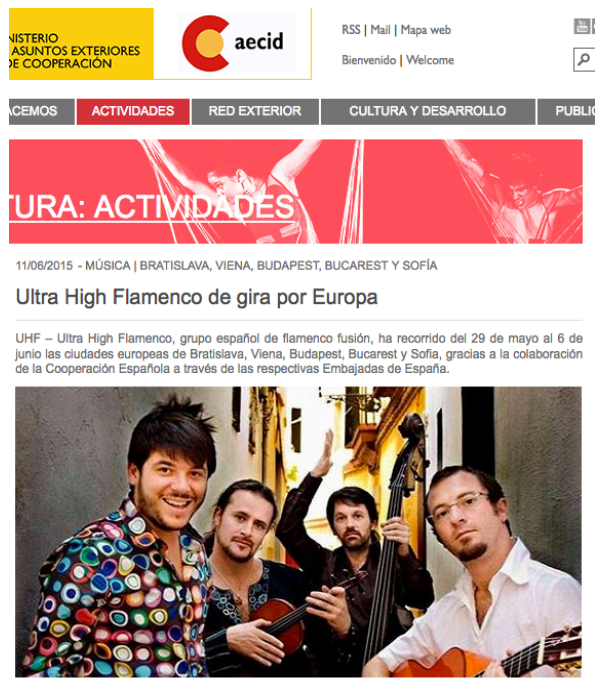 NISTERIO
ASUNTOS EXTERIORES
DE COOPERACIÓN
aecid
RSS | Mail | Mapa web
Bienvenido | Welcome
ACEMOS
ACTIVIDADES
RED EXTERIOR
CULTURA Y DESARROLLO
PUBLI
TURA: ACTIVIDADES
11/06/2015 - MÚSICA | BRATISLAVA, VIENA, BUDAPEST, BUCAREST Y SOFÍA
Ultra High Flamenco de gira por Europa
UHF – Ultra High Flamenco, grupo español de flamenco fusión, ha recorrido del 29 de mayo al 6 de
junio las ciudades europeas de Bratislava, Viena, Budapest, Bucarest y Sofia, gracias a la colaboración
de la Cooperación Española a través de las respectivas Embajadas de España.